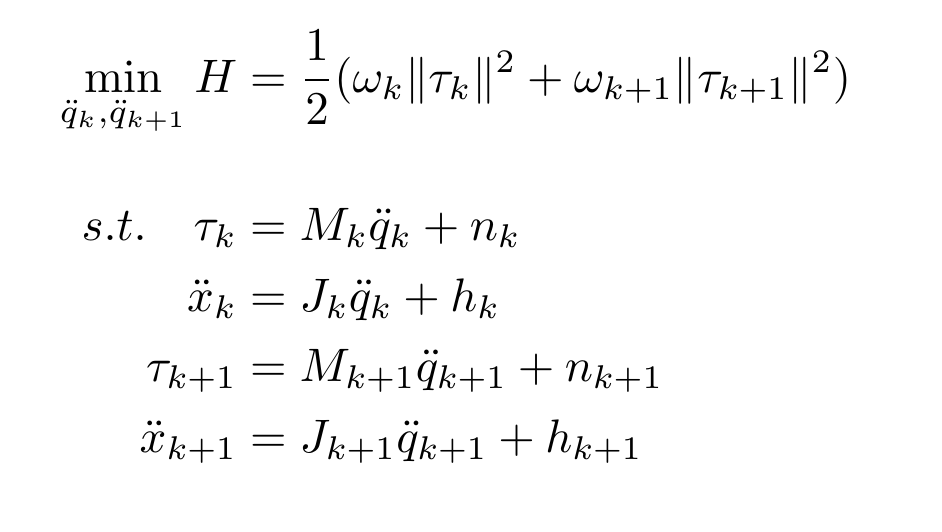 min_{q̈_k, q̈_{k+1}} H = \frac{1}{2}(ω_k‖τ_k‖² + ω_{k+1}‖τ_{k+1}‖²)
s.t. τ_k = M_k q̈_k + n_k
ẍ_k = J_k q̈_k + h_k
τ_{k+1} = M_{k+1} q̈_{k+1} + n_{k+1}
ẍ_{k+1} = J_{k+1} q̈_{k+1} + h_{k+1}